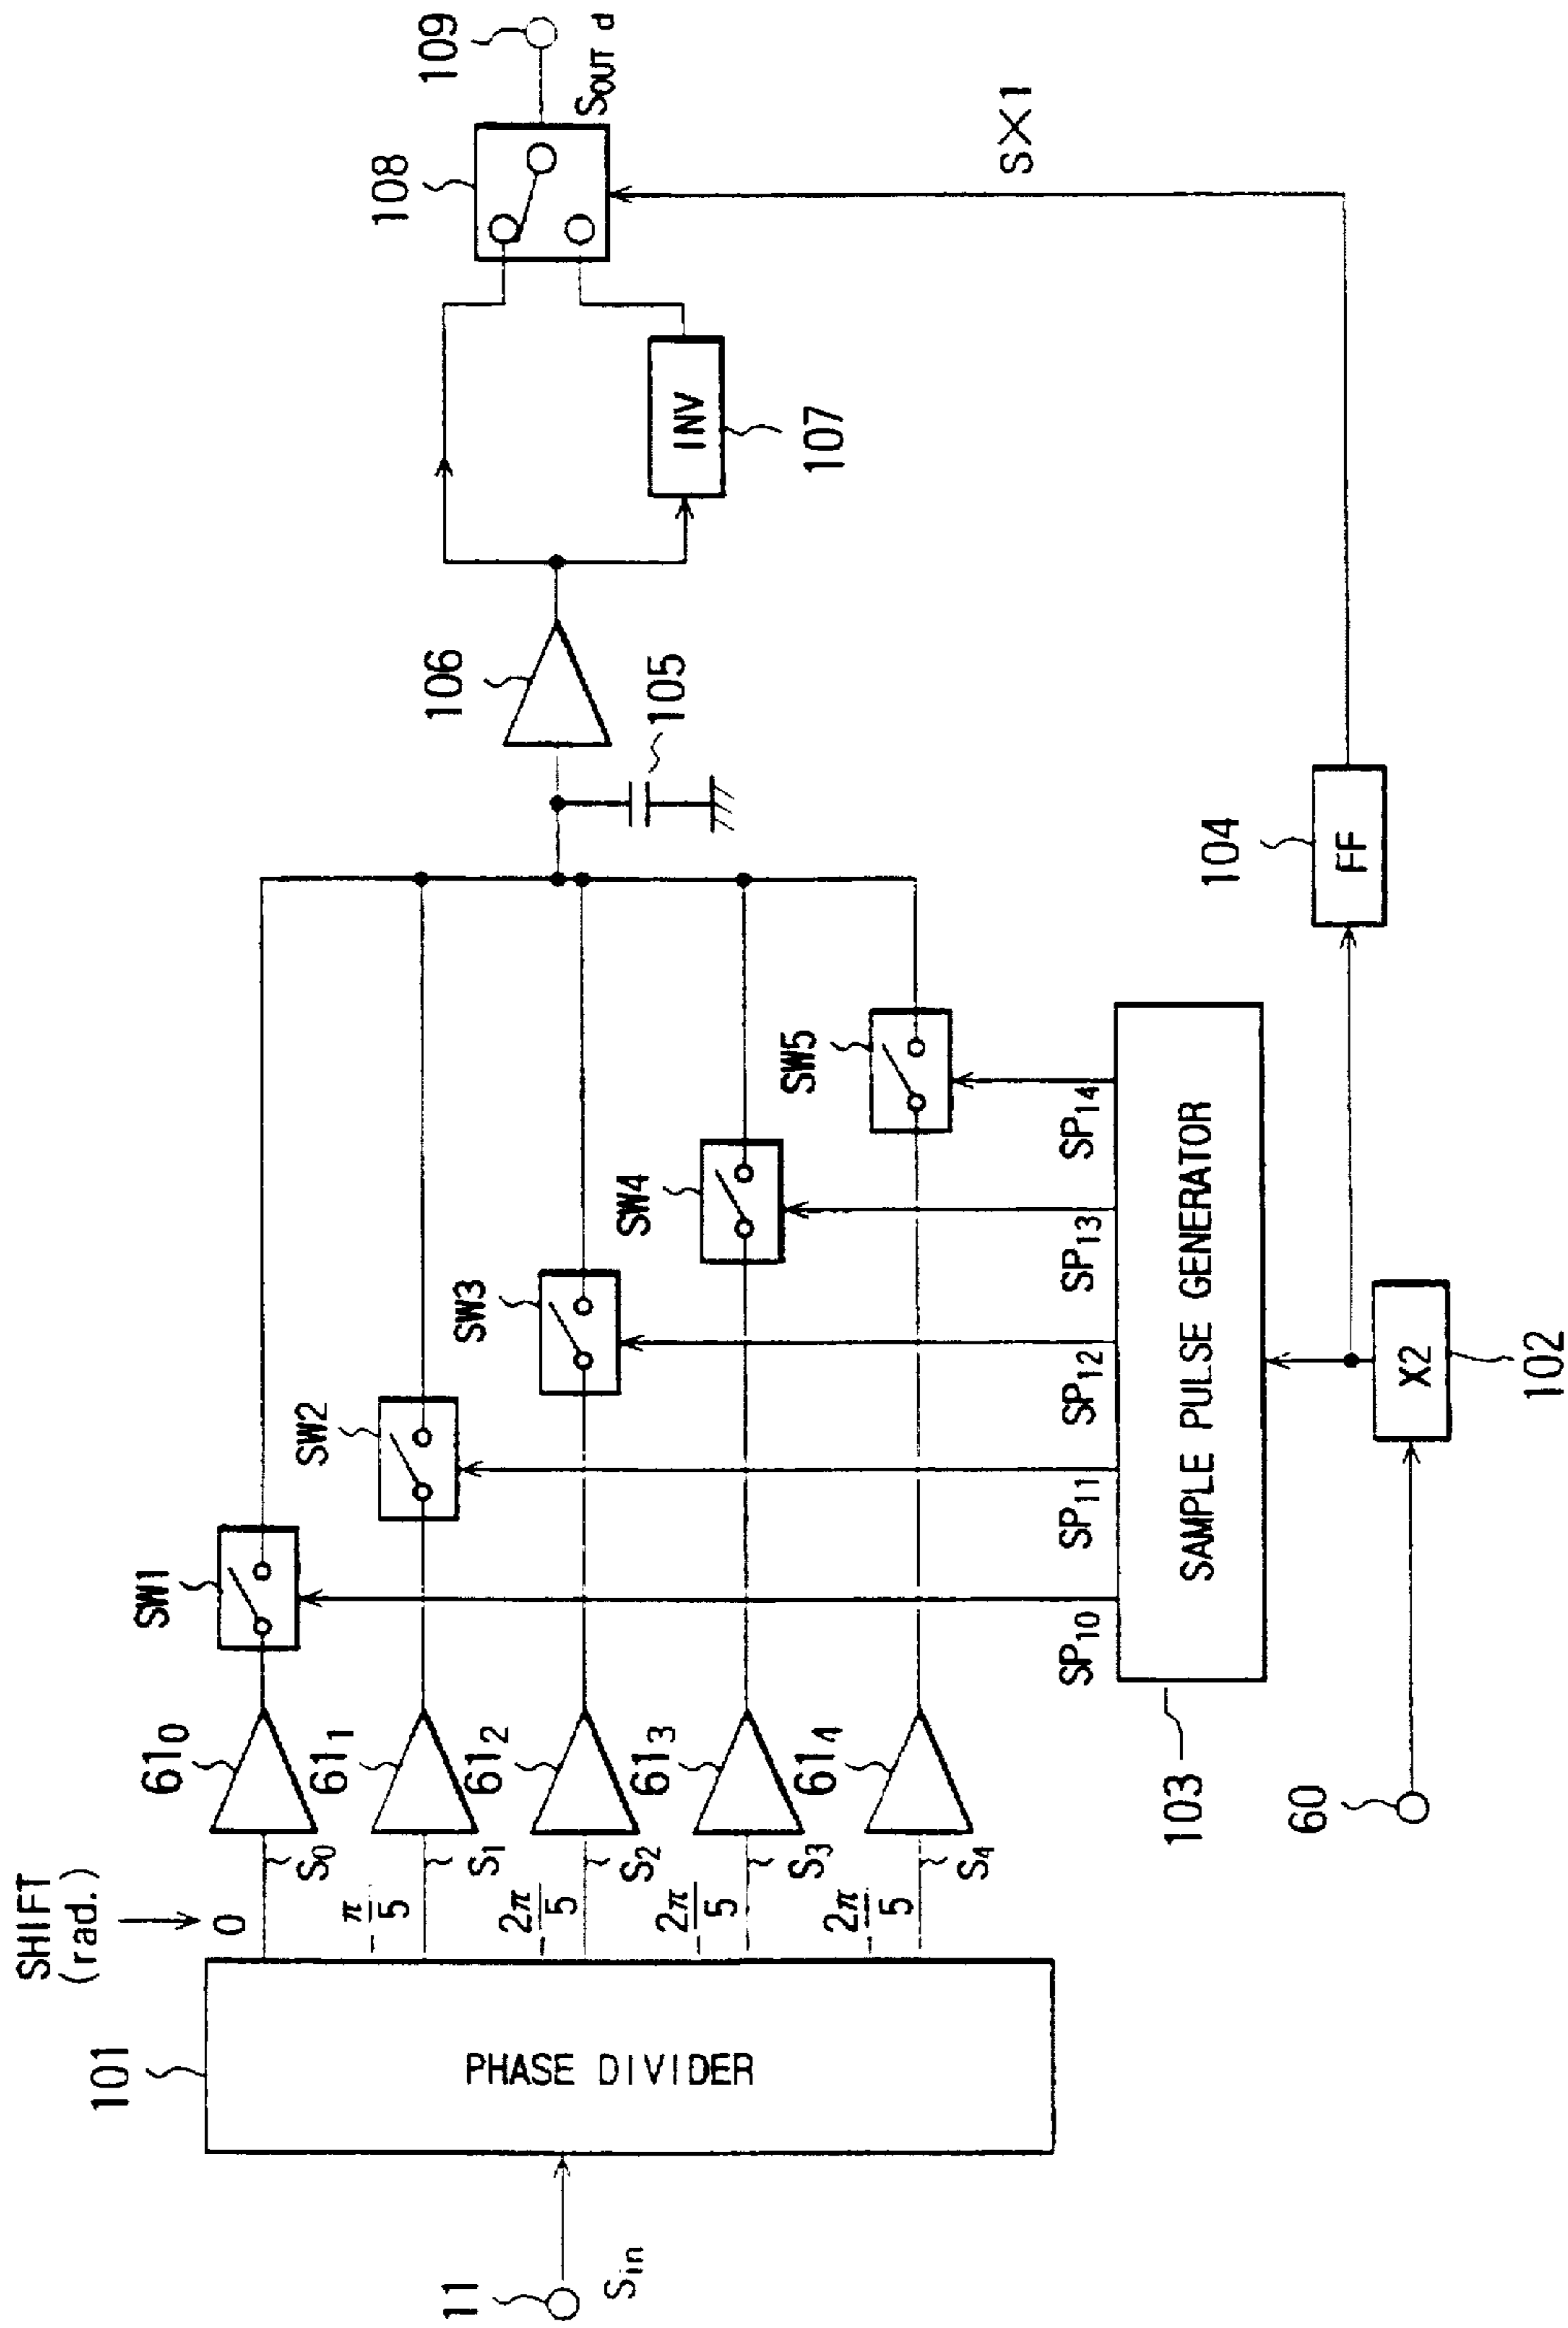 SHIFT
(rad.)
0
-π/5
-2π/5
-2π/5
-2π/5
101
PHASE DIVIDER
11
Sin
S0
S1
S2
S3
S4
610
611
612
613
614
SW1
SW2
SW3
SW4
SW5
SP10
SP11
SP12
SP13
SP14
SAMPLE PULSE GENERATOR
103
60
X2
102
FF
104
105
106
INV
107
108
109
SOUT d
SX1